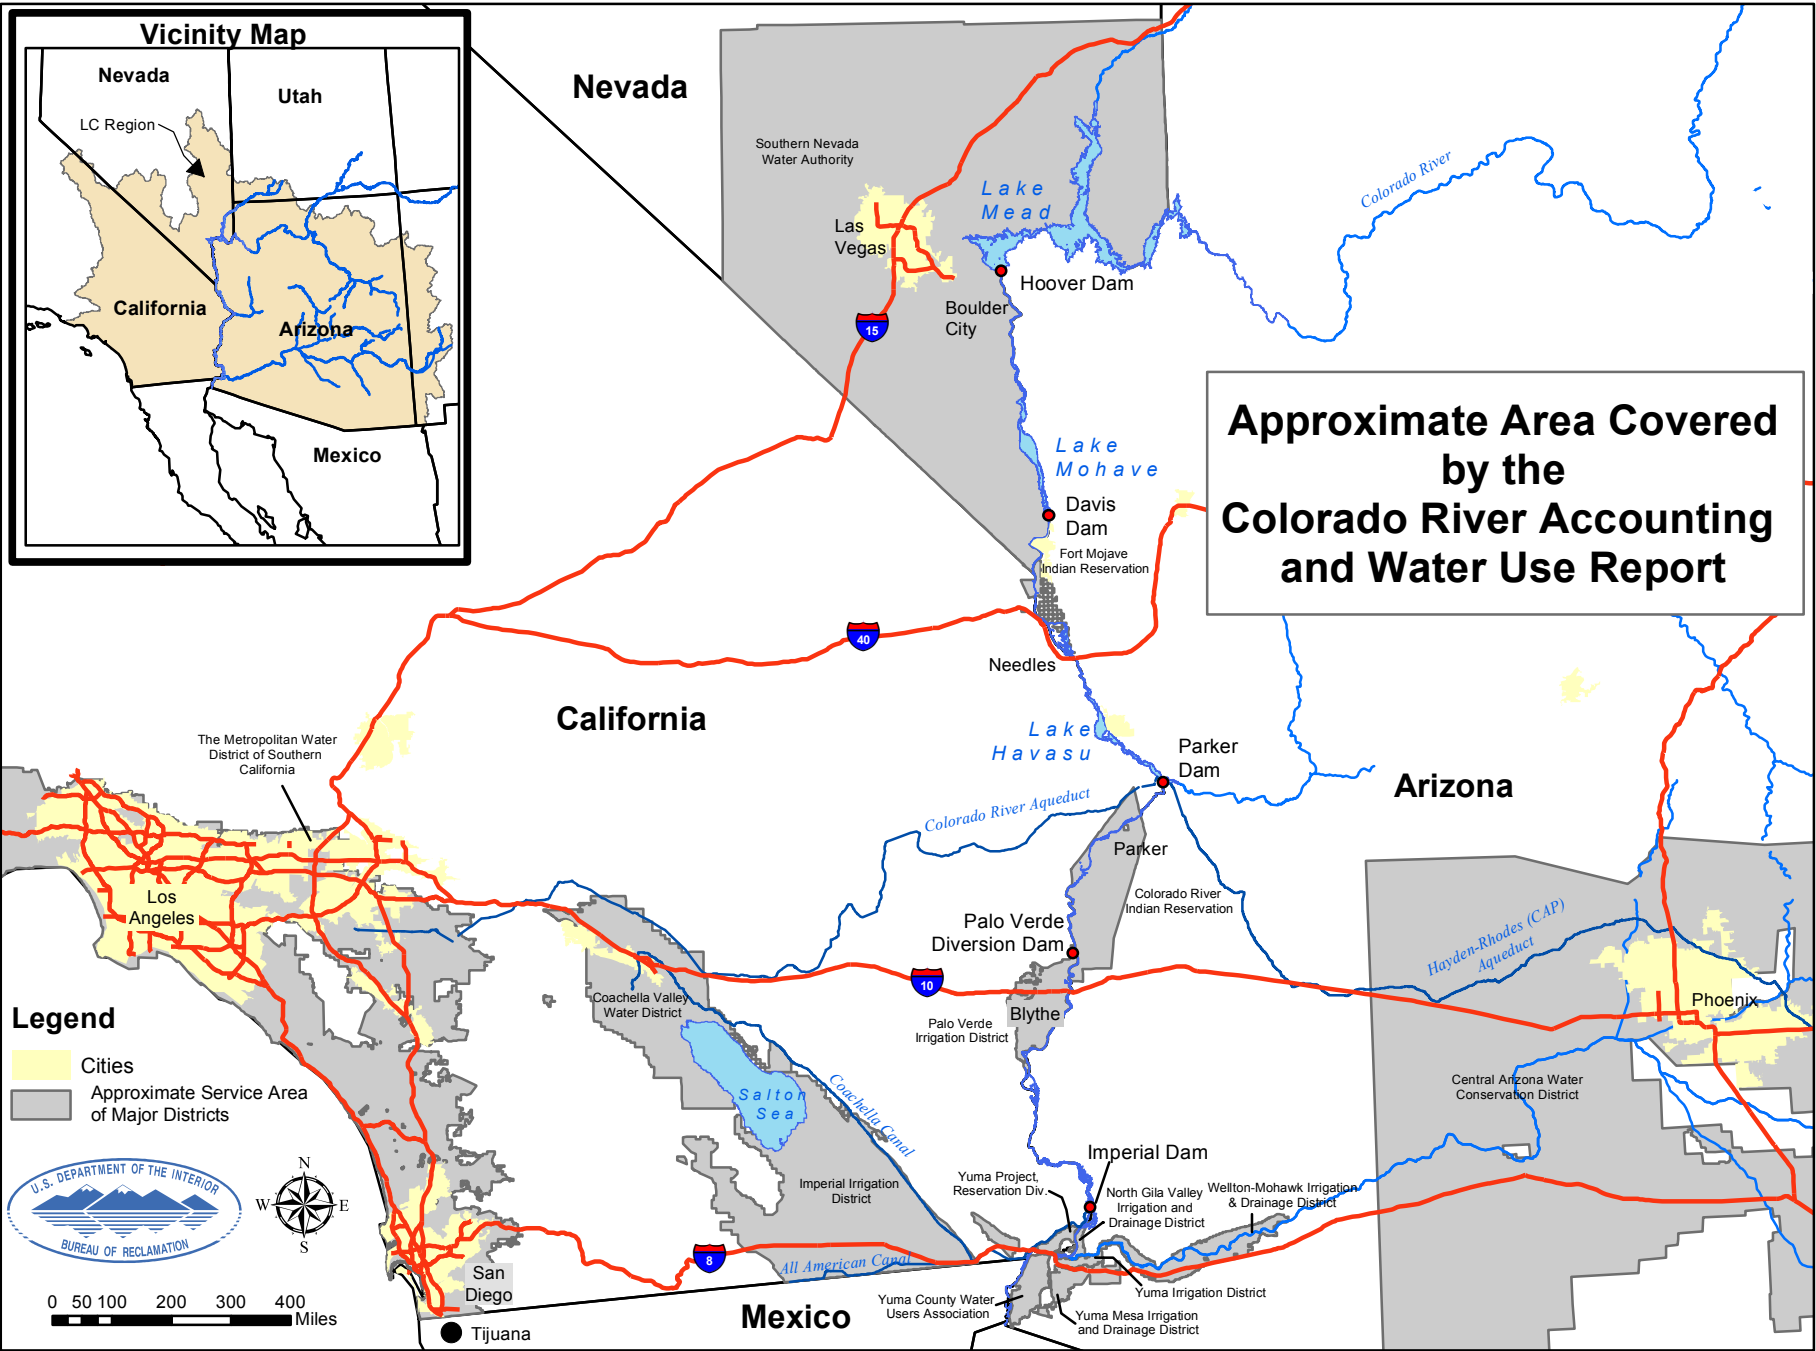 Vicinity Map
Nevada
Utah
LC Region
California
Arizona
Mexico
Nevada
Southern Nevada
Water Authority
Lake
Mead
Las
Vegas
Hoover Dam
Boulder
City
15
Colorado River
Approximate Area Covered
by the
Colorado River Accounting
and Water Use Report
Lake
Mohave
Davis
Dam
Fort Mojave
Indian Reservation
40
Needles
California
Lake
Havasu
Parker
Dam
Arizona
The Metropolitan Water
District of Southern
California
Colorado River Aqueduct
Parker
Los
Angeles
Colorado River
Indian Reservation
Palo Verde
Diversion Dam
Hayden-Rhodes (CAP)
Aqueduct
10
Coachella Valley
Water District
Blythe
Phoenix
Palo Verde
Irrigation District
Legend
Cities
Approximate Service Area
of Major Districts
Salton
Sea
Coachella Canal
Central Arizona Water
Conservation District
Imperial Dam
Imperial Irrigation
District
Yuma Project,
Reservation Div.
North Gila Valley
Irrigation and
Drainage District
Wellton-Mohawk Irrigation
& Drainage District
U.S. DEPARTMENT OF THE INTERIOR
BUREAU OF RECLAMATION
N
W
E
S
8
All American Canal
San
Diego
Yuma Irrigation District
Yuma County Water
Users Association
Yuma Mesa Irrigation
and Drainage District
0 50 100 200 300 400
Miles
Mexico
Tijuana